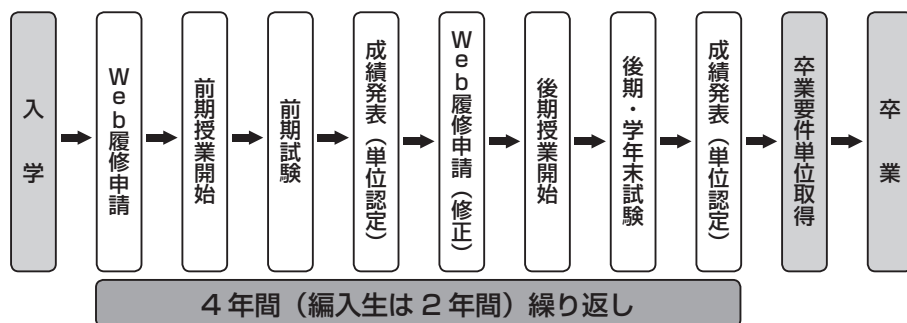 入学
Web履修申請
前期授業開始
前期試験
成績発表（単位認定）
Web履修申請（修正）
後期授業開始
後期・学年末試験
成績発表（単位認定）
卒業要件単位取得
卒業
4年間（編入生は2年間）繰り返し